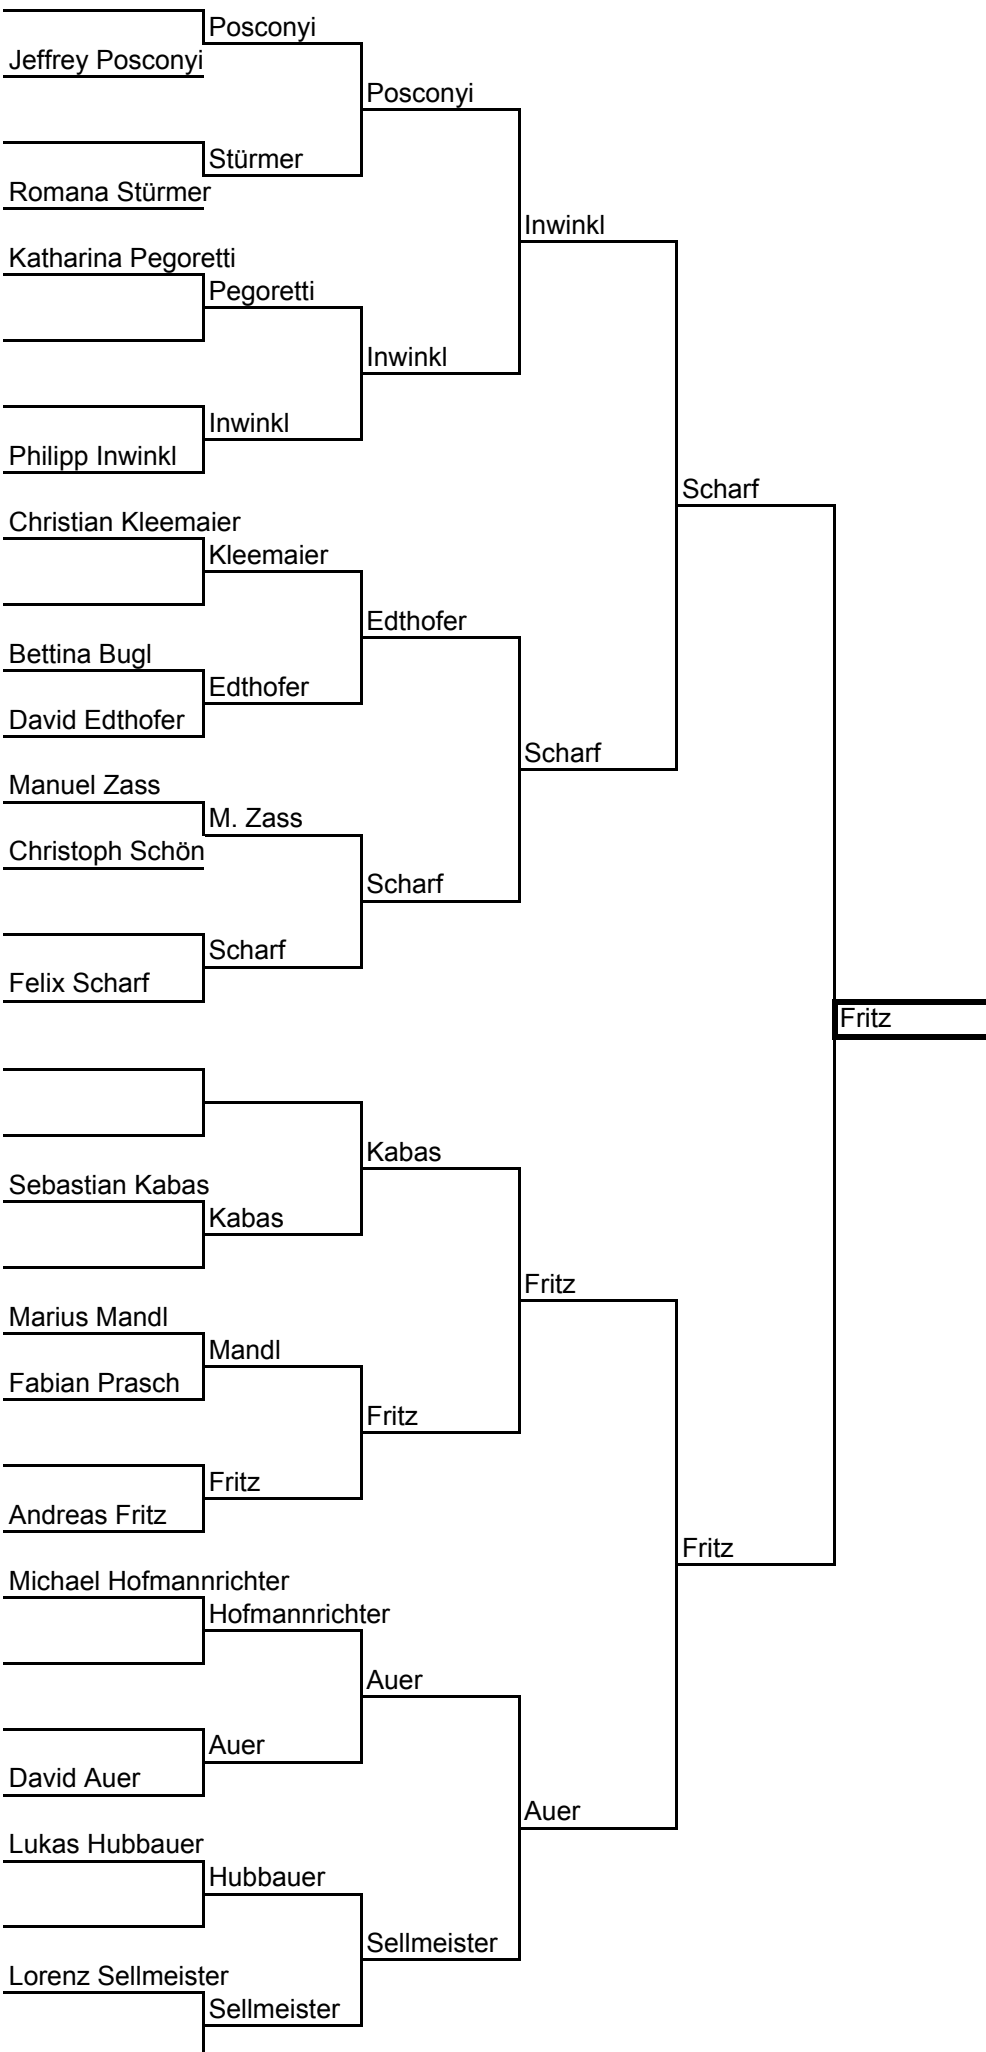 Posconyi
Jeffrey Posconyi
Posconyi
Stürmer
Romana Stürmer
Inwinkl
Katharina Pegoretti
Pegoretti
Inwinkl
Inwinkl
Philipp Inwinkl
Scharf
Christian Kleemaier
Kleemaier
Edthofer
Bettina Bugl
Edthofer
David Edthofer
Scharf
Manuel Zass
M. Zass
Christoph Schön
Scharf
Scharf
Felix Scharf
Fritz
Kabas
Sebastian Kabas
Kabas
Fritz
Marius Mandl
Mandl
Fabian Prasch
Fritz
Fritz
Andreas Fritz
Fritz
Michael Hofmannrichter
Hofmannrichter
Auer
Auer
David Auer
Auer
Lukas Hubbauer
Hubbauer
Sellmeister
Lorenz Sellmeister
Sellmeister